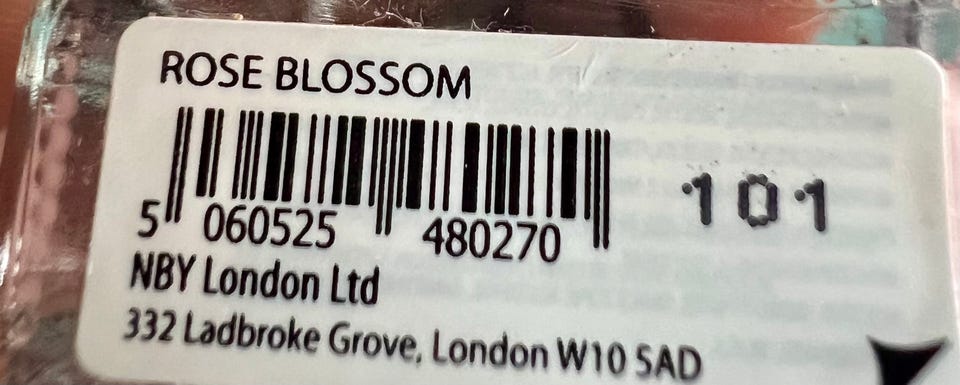 ROSE BLOSSOM
101
5 060525 480270
NBY London Ltd
332 Ladbroke Grove, London W10 5AD